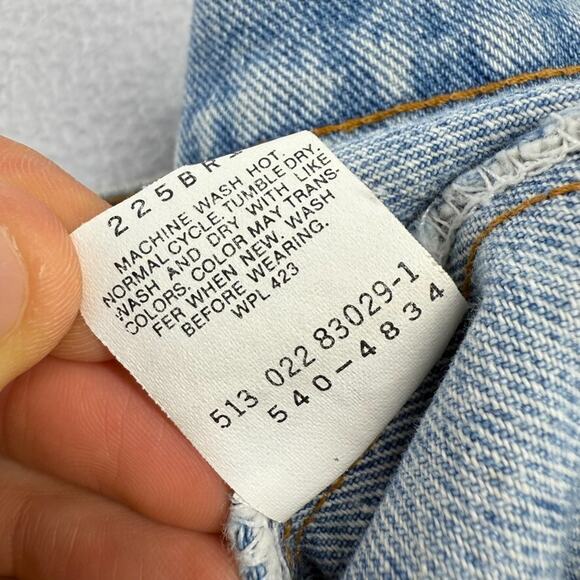 225BR
MACHINE WASH HOT
NORMAL CYCLE. TUMBLE DRY.
WASH AND DRY WITH LIKE
COLORS. COLOR MAY TRANS-
FER WHEN NEW. WASH
BEFORE WEARING.
WPL 423
513 022 83029-1
540-4834